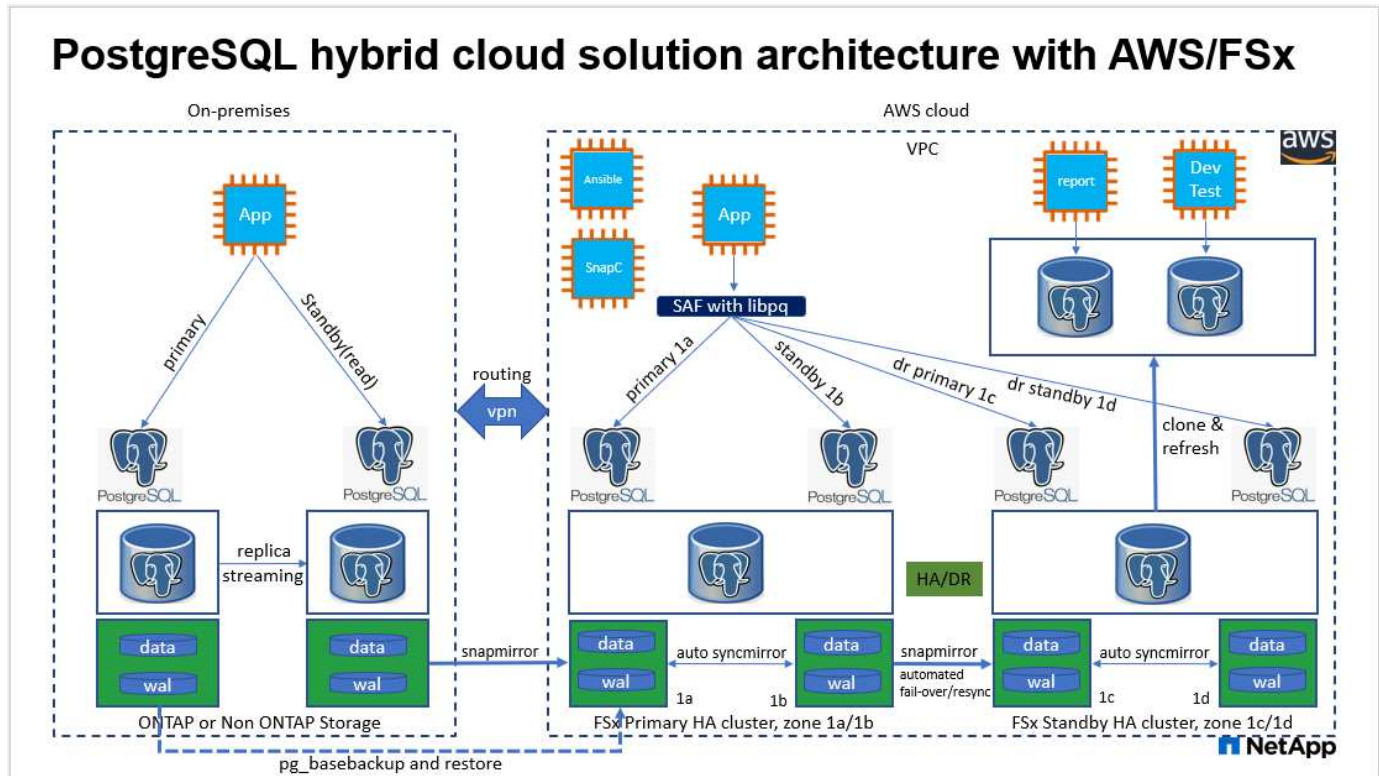 PostgreSQL hybrid cloud solution architecture with AWS/FSx
On-premises
AWS cloud
VPC
aws
App
Ansible
SnapC
App
report
Dev
Test
SAF with libpq
primary
Standby(read)
routing
vpn
primary 1a
standby 1b
dr primary 1c
dr standby 1d
clone &
refresh
PostgreSQL
PostgreSQL
PostgreSQL
PostgreSQL
PostgreSQL
PostgreSQL
replica
streaming
HA/DR
data
wal
data
wal
snapmirror
data
wal
auto syncmirror
1a
1b
data
wal
snapmirror
automated
fail-over/resync
data
wal
auto syncmirror
1c
1d
data
wal
ONTAP or Non ONTAP Storage
FSx Primary HA cluster, zone 1a/1b
FSx Standby HA cluster, zone 1c/1d
pg_basebackup and restore
NetApp